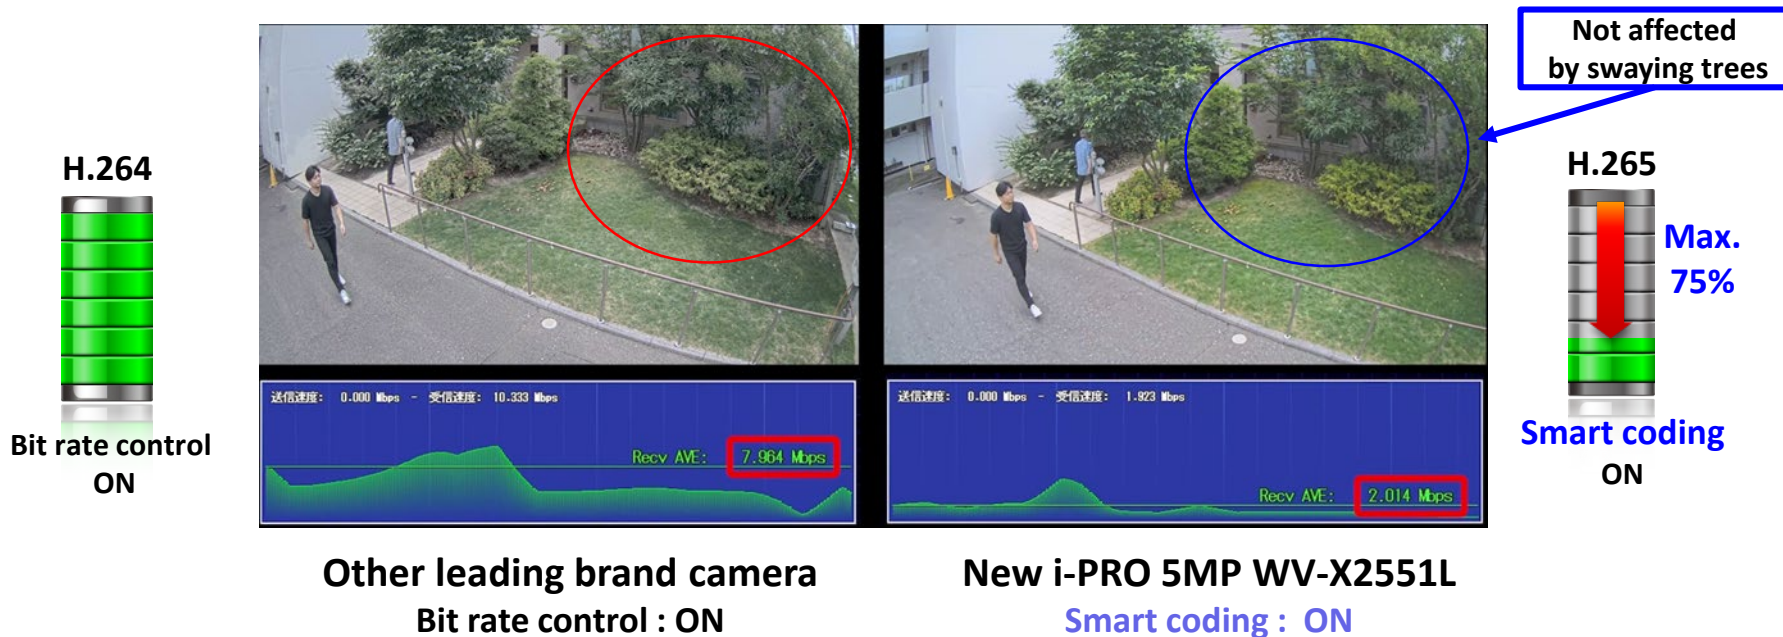 Not affected
by swaying trees
H.264
H.265
Max.
75%
送信速度: 0.000 Mbps - 受信速度: 10.333 Mbps
Recv AVE: 7.964 Mbps
送信速度: 0.000 Mbps - 受信速度: 1.923 Mbps
Recv AVE: 2.014 Mbps
Bit rate control
ON
Smart coding
ON
Other leading brand camera
Bit rate control : ON
New i-PRO 5MP WV-X2551L
Smart coding : ON